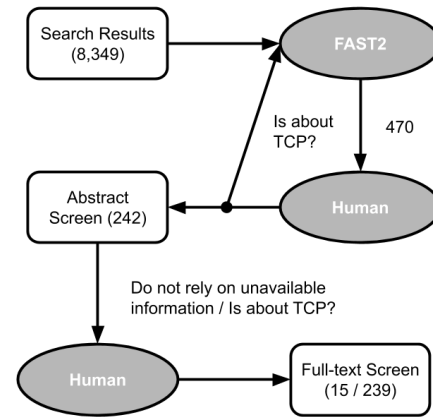 Search Results
(8,349)
FAST2
Is about
TCP?
470
Abstract
Screen (242)
Human
Do not rely on unavailable
information / Is about TCP?
Human
Full-text Screen
(15 / 239)